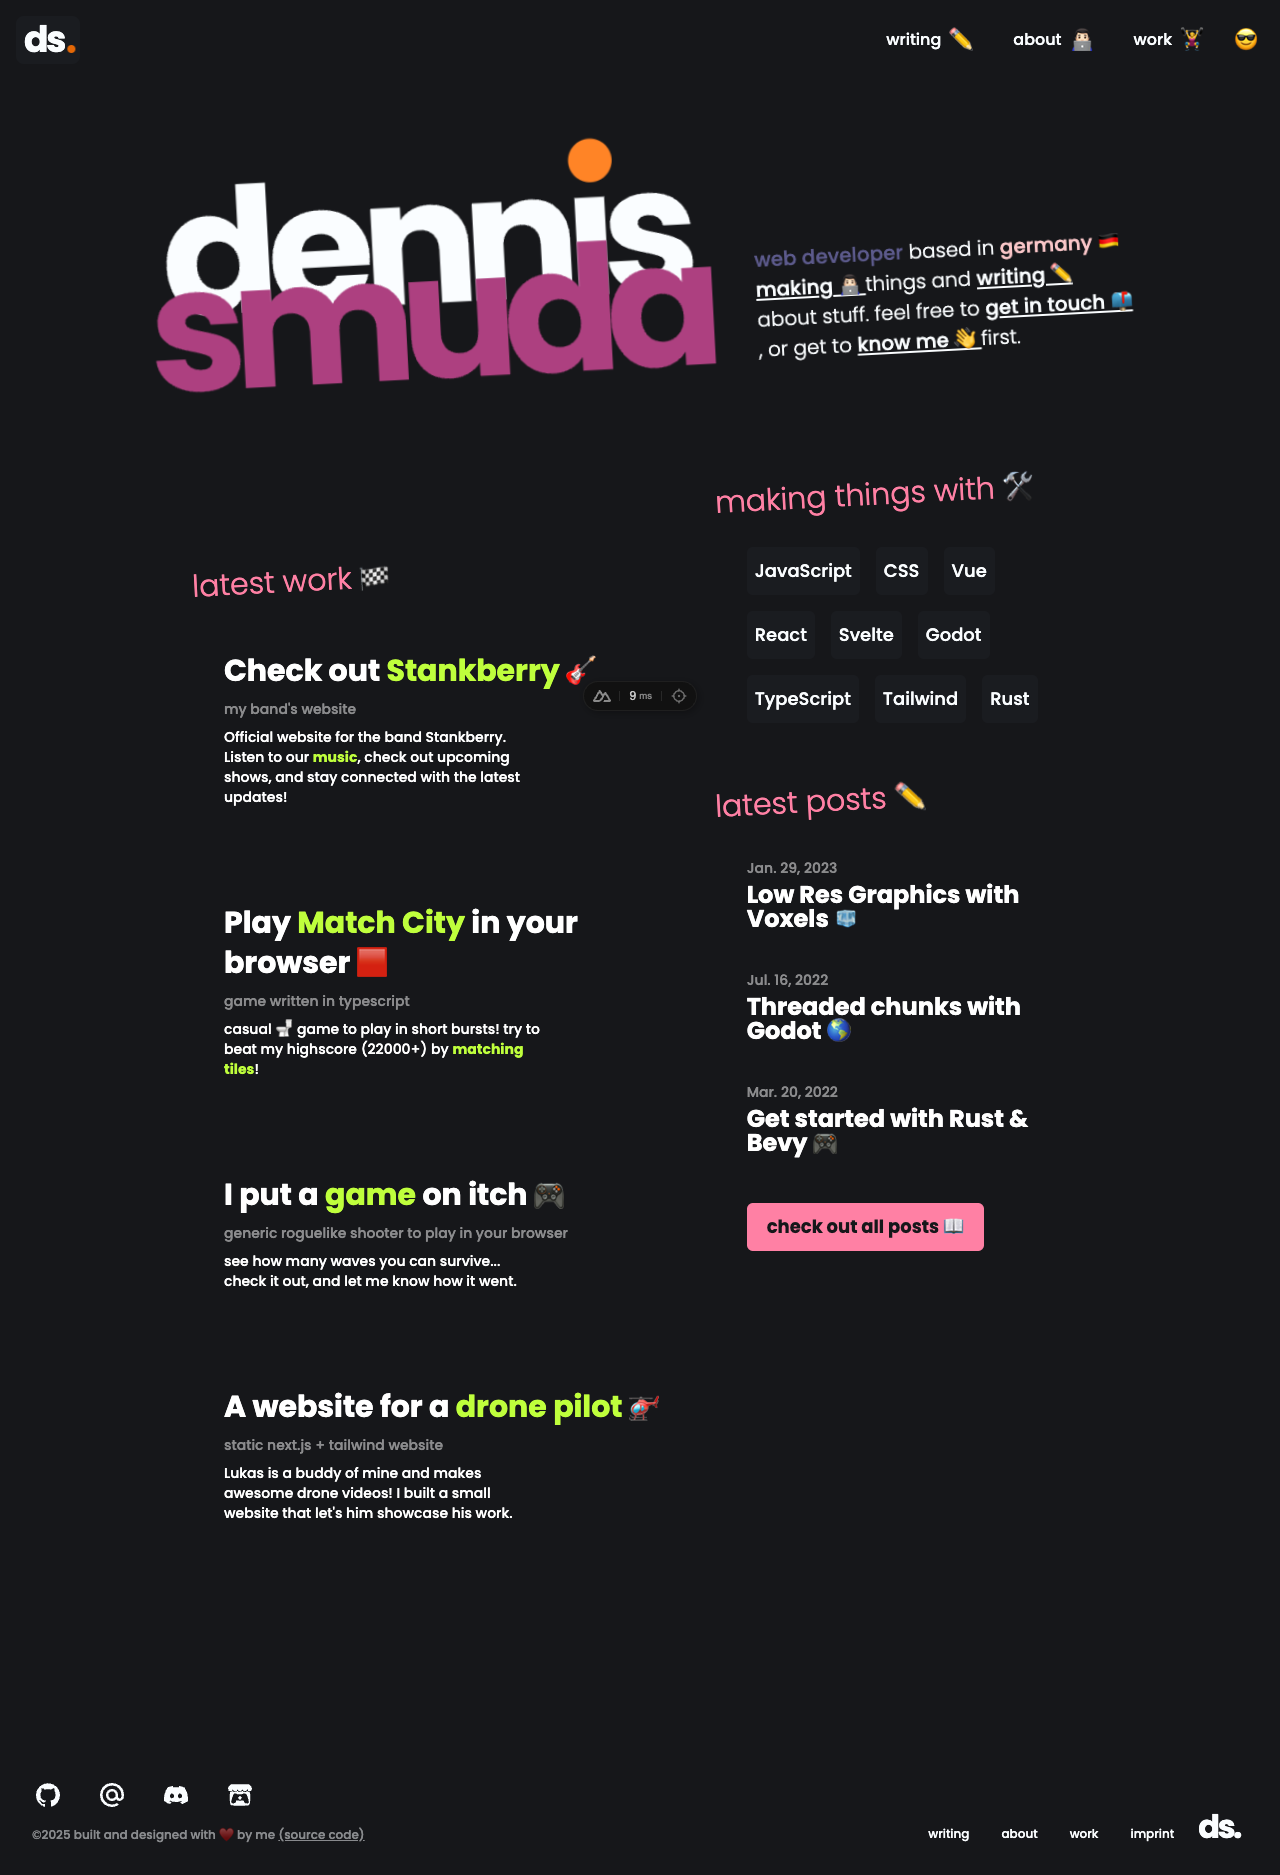 ds.
writing ✏️
about 👨🏻‍💻
work 🏋️
😎
dennis
smuda
web developer based in germany 🇩🇪
making 👨🏻‍💻 things and writing ✏️
about stuff. feel free to get in touch 📬
, or get to know me 👋 first.
making things with 🛠️
JavaScript CSS Vue
React Svelte Godot
TypeScript Tailwind Rust
latest work 🏁
Check out Stankberry 🎸
my band's website
Official website for the band Stankberry.
Listen to our music, check out upcoming
shows, and stay connected with the latest
updates!
9 ms
Play Match City in your
browser 🟥
game written in typescript
casual 🚽 game to play in short bursts! try to
beat my highscore (22000+) by matching
tiles!
I put a game on itch 🎮
generic roguelike shooter to play in your browser
see how many waves you can survive...
check it out, and let me know how it went.
A website for a drone pilot 🚁
static next.js + tailwind website
Lukas is a buddy of mine and makes
awesome drone videos! I built a small
website that let's him showcase his work.
latest posts ✏️
Jan. 29, 2023
Low Res Graphics with
Voxels 🧊
Jul. 16, 2022
Threaded chunks with
Godot 🌎
Mar. 20, 2022
Get started with Rust &
Bevy 🎮
check out all posts 📖
©2025 built and designed with ❤️ by me (source code)
writing
about
work
imprint
ds.